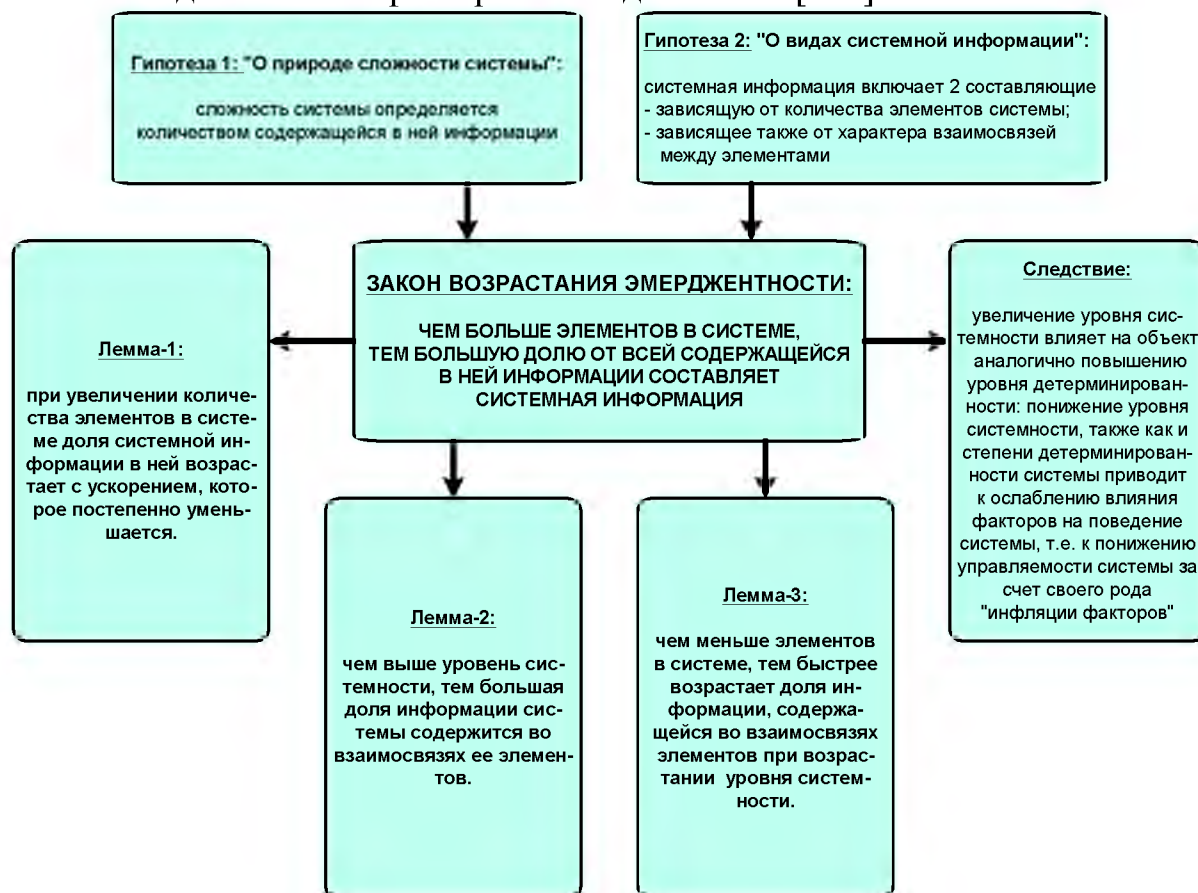 Гипотеза 1: "О природе сложности системы":
сложность системы определяется
количеством содержащейся в ней информации
Гипотеза 2: "О видах системной информации":
системная информация включает 2 составляющие
- зависящую от количества элементов системы;
- зависящее также от характера взаимосвязей
между элементами
ЗАКОН ВОЗРАСТАНИЯ ЭМЕРДЖЕНТНОСТИ:
ЧЕМ БОЛЬШЕ ЭЛЕМЕНТОВ В СИСТЕМЕ,
ТЕМ БОЛЬШУЮ ДОЛЮ ОТ ВСЕЙ СОДЕРЖАЩЕЙСЯ
В НЕЙ ИНФОРМАЦИИ СОСТАВЛЯЕТ
СИСТЕМНАЯ ИНФОРМАЦИЯ
Лемма-1:
при увеличении количе-
ства элементов в систе-
ме доля системной ин-
формации в ней возрас-
тает с ускорением, кото-
рое постепенно умень-
шается.
Лемма-2:
чем выше уровень сис-
темности, тем большая
доля информации сис-
темы содержится во
взаимосвязях ее элемен-
тов.
Лемма-3:
чем меньше элементов
в системе, тем быстрее
возрастает доля ин-
формации, содержа-
щейся во взаимосвязях
элементов при возрас-
тании уровня систем-
ности.
Следствие:
увеличение уровня сис-
темности влияет на объект
аналогично повышению
уровня детерминирован-
ности: понижение уровня
системности, также как и
степени детерминирован-
ности системы приводит
к ослаблению влияния
факторов на поведение
системы, т.е. к понижению
управляемости системы за
счет своего рода
"инфляции факторов"